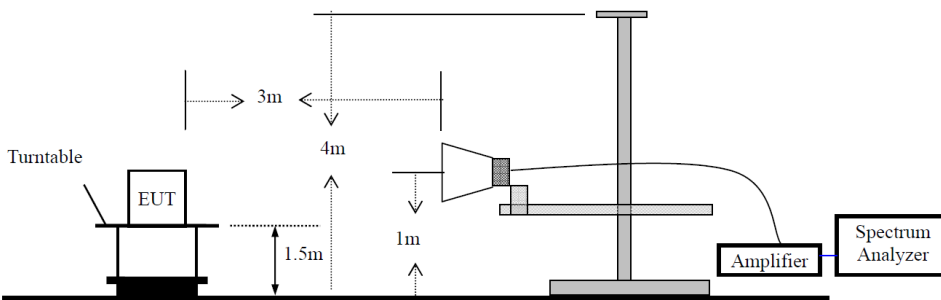 3m
4m
Turntable
EUT
1m
1.5m
Amplifier
Spectrum
Analyzer